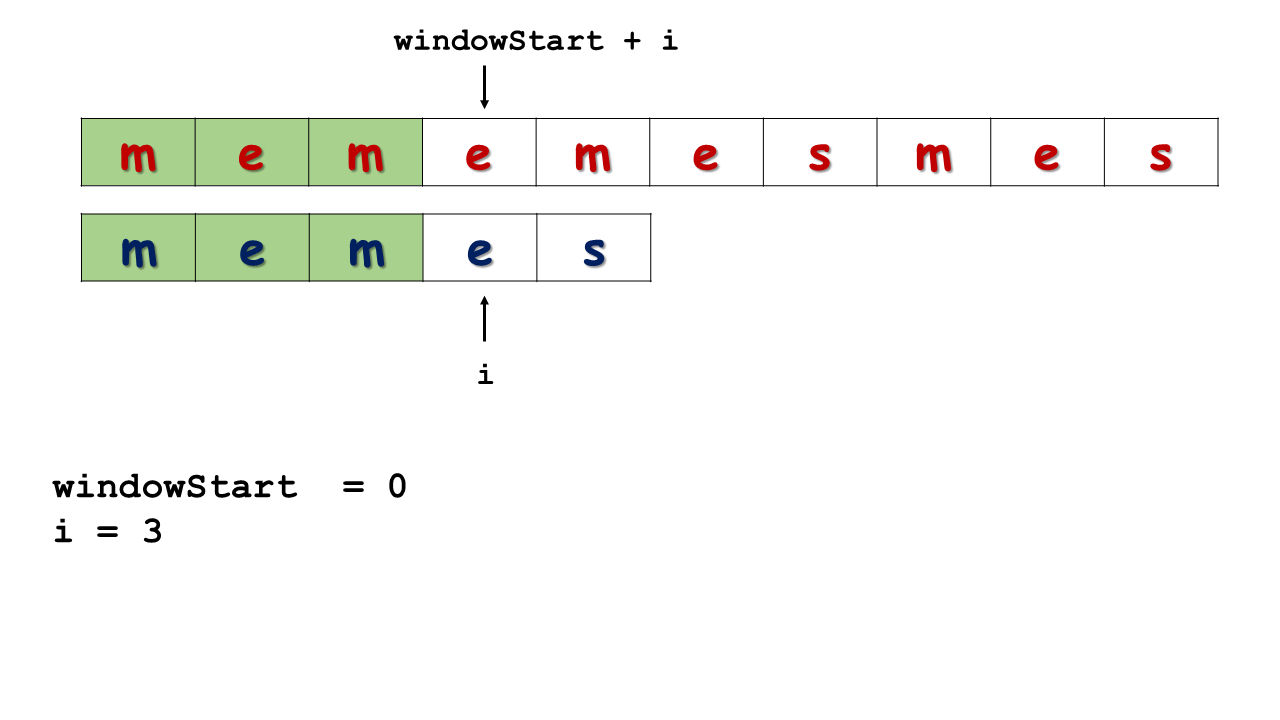 windowStart + i
m e m e m e s m e s
m e m e s
i
windowStart  = 0
i = 3